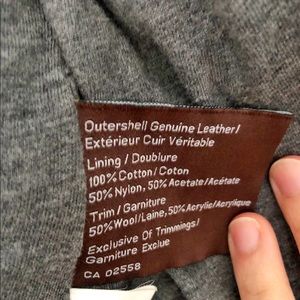 Outershell Genuine Leather/
Extérieur Cuir Véritable
Lining / Doublure
100% Cotton / Coton
50% Nylon, 50% Acetate / Acétate
Trim / Garniture
50% Wool/Laine, 50% Acrylic/Acrylique
Exclusive Of Trimmings/
Garniture Exclue
CA 02558